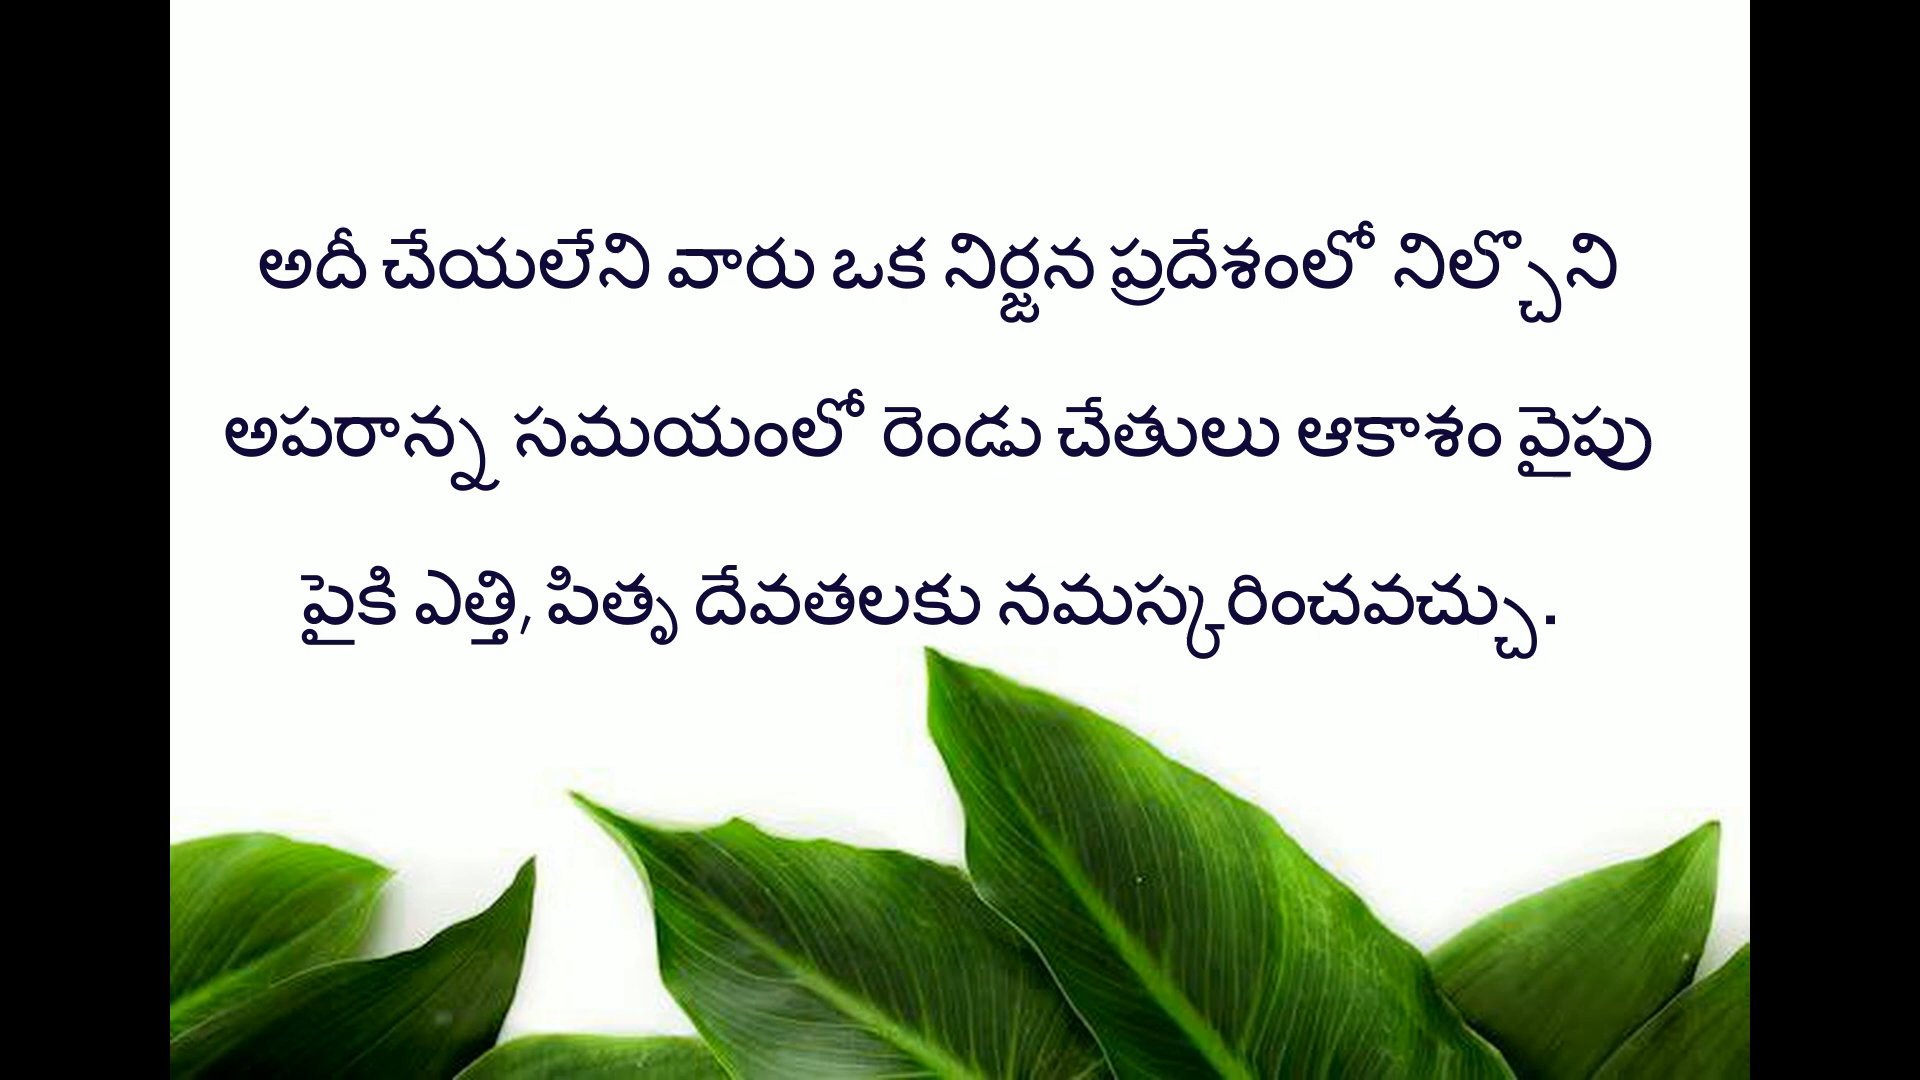 అదీ చేయలేని వారు ఒక నిర్జన ప్రదేశంలో నిల్చొని
అపరాన్న సమయంలో రెండు చేతులు ఆకాశం వైపు
పైకి ఎత్తి, పితృ దేవతలకు నమస్కరించవచ్చు.